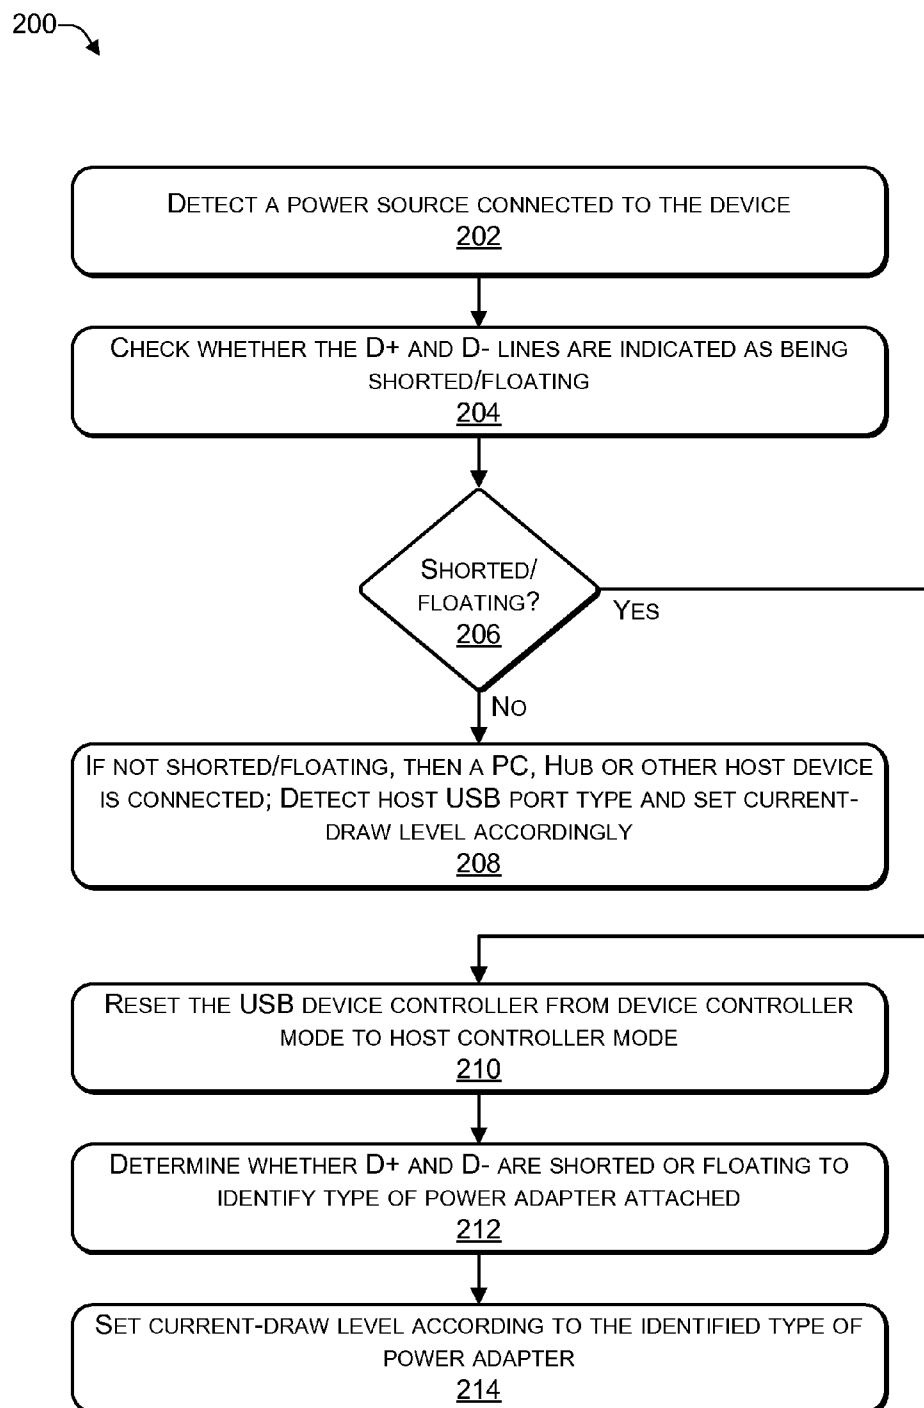 200
DETECT A POWER SOURCE CONNECTED TO THE DEVICE
202
CHECK WHETHER THE D+ AND D- LINES ARE INDICATED AS BEING
SHORTED/FLOATING
204
SHORTED/
FLOATING?
206
YES
NO
IF NOT SHORTED/FLOATING, THEN A PC, HUB OR OTHER HOST DEVICE
IS CONNECTED; DETECT HOST USB PORT TYPE AND SET CURRENT-
DRAW LEVEL ACCORDINGLY
208
RESET THE USB DEVICE CONTROLLER FROM DEVICE CONTROLLER
MODE TO HOST CONTROLLER MODE
210
DETERMINE WHETHER D+ AND D- ARE SHORTED OR FLOATING TO
IDENTIFY TYPE OF POWER ADAPTER ATTACHED
212
SET CURRENT-DRAW LEVEL ACCORDING TO THE IDENTIFIED TYPE OF
POWER ADAPTER
214